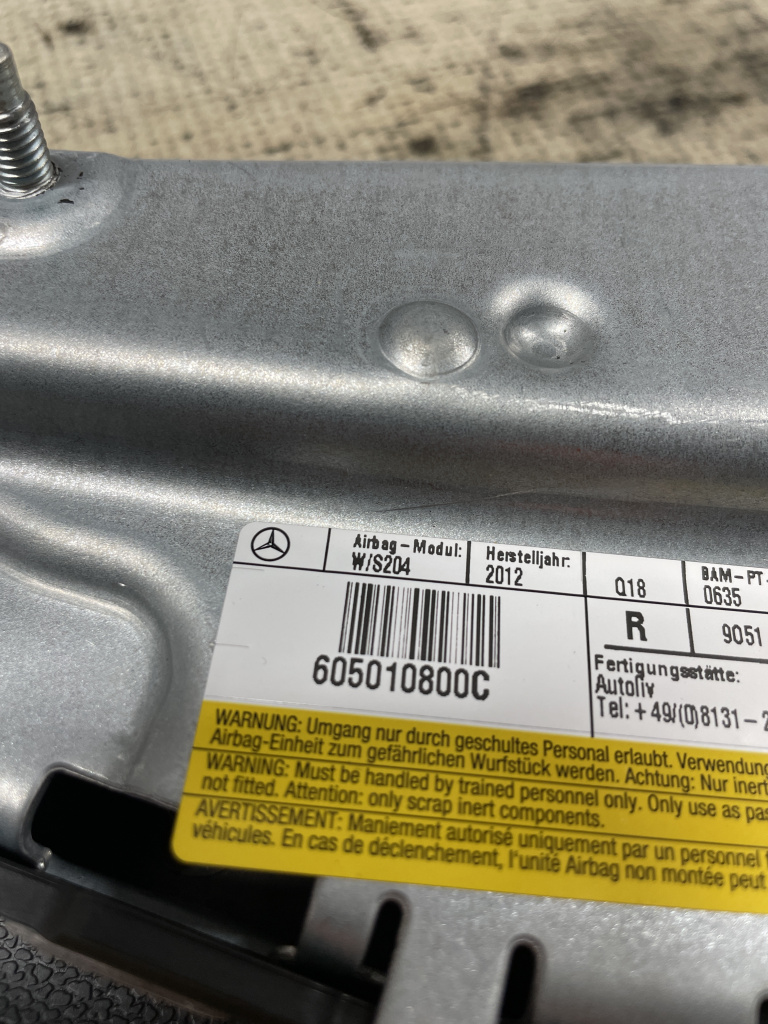 Airbag-Modul:
W/S204
Herstelljahr:
2012
Q18
BAM-PT-
0635
R
9051
605010800C
Fertigungsstätte:
Autoliv
Tel: +49/(0)8131-2
WARNUNG: Umgang nur durch geschultes Personal erlaubt. Verwendung
Airbag-Einheit zum gefährlichen Wurfstück werden. Achtung: Nur inert
WARNING: Must be handled by trained personnel only. Only use as pas
not fitted. Attention: only scrap inert components.
AVERTISSEMENT: Maniement autorisé uniquement par un personnel
véhicules. En cas de déclenchement, l'unité Airbag non montée peut